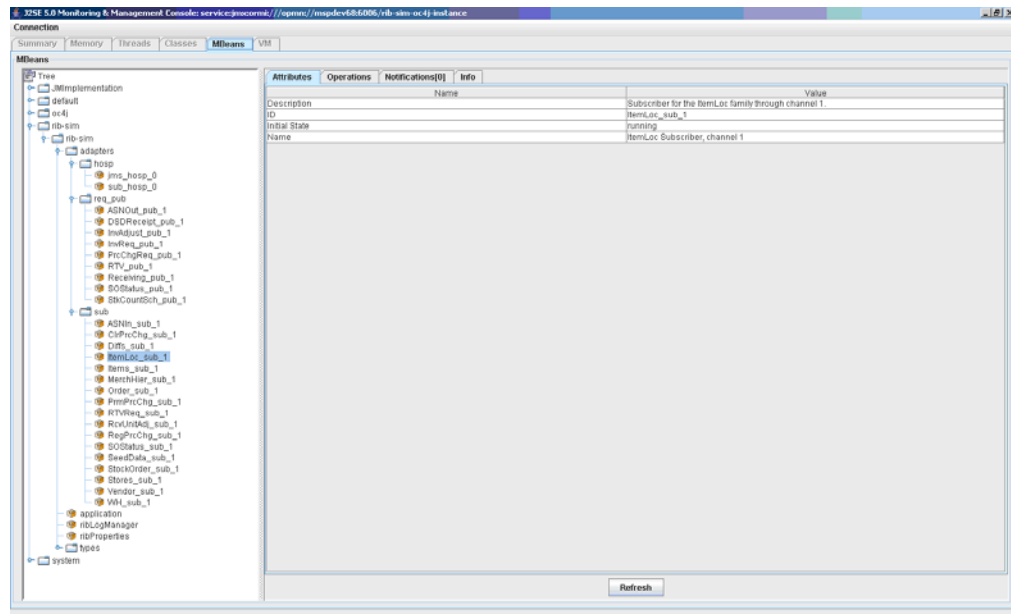 J2SE 5.0 Monitoring & Management Console: service:jmx:ormi:////opmn://mspdev68:6006/rib-sim-oc4j-instance
Connection
Summary Memory Threads Classes MBeans VM
MBeans
Tree
JMImplementation
default
oc4j
rib-sim
rib-sim
adapters
hosp
jms_hosp_0
sub_hosp_0
req_pub
ASNOut_pub_1
DSDReceipt_pub_1
InvAdjust_pub_1
InvReq_pub_1
PrcChgReq_pub_1
RTV_pub_1
Receiving_pub_1
SOStatus_pub_1
StkCountSch_pub_1
sub
ASNIn_sub_1
ClrPrcChg_sub_1
Diffs_sub_1
ItemLoc_sub_1
Items_sub_1
MerchHier_sub_1
Order_sub_1
PrmPrcChg_sub_1
RTVReq_sub_1
RcvUnitAdj_sub_1
RegPrcChg_sub_1
SOStatus_sub_1
SeedData_sub_1
StockOrder_sub_1
Stores_sub_1
Vendor_sub_1
WH_sub_1
application
ribLogManager
ribProperties
types
system
Attributes Operations Notifications[0] Info
Name Value
Description Subscriber for the ItemLoc family through channel 1.
ID ItemLoc_sub_1
Initial State running
Name ItemLoc Subscriber, channel 1
Refresh